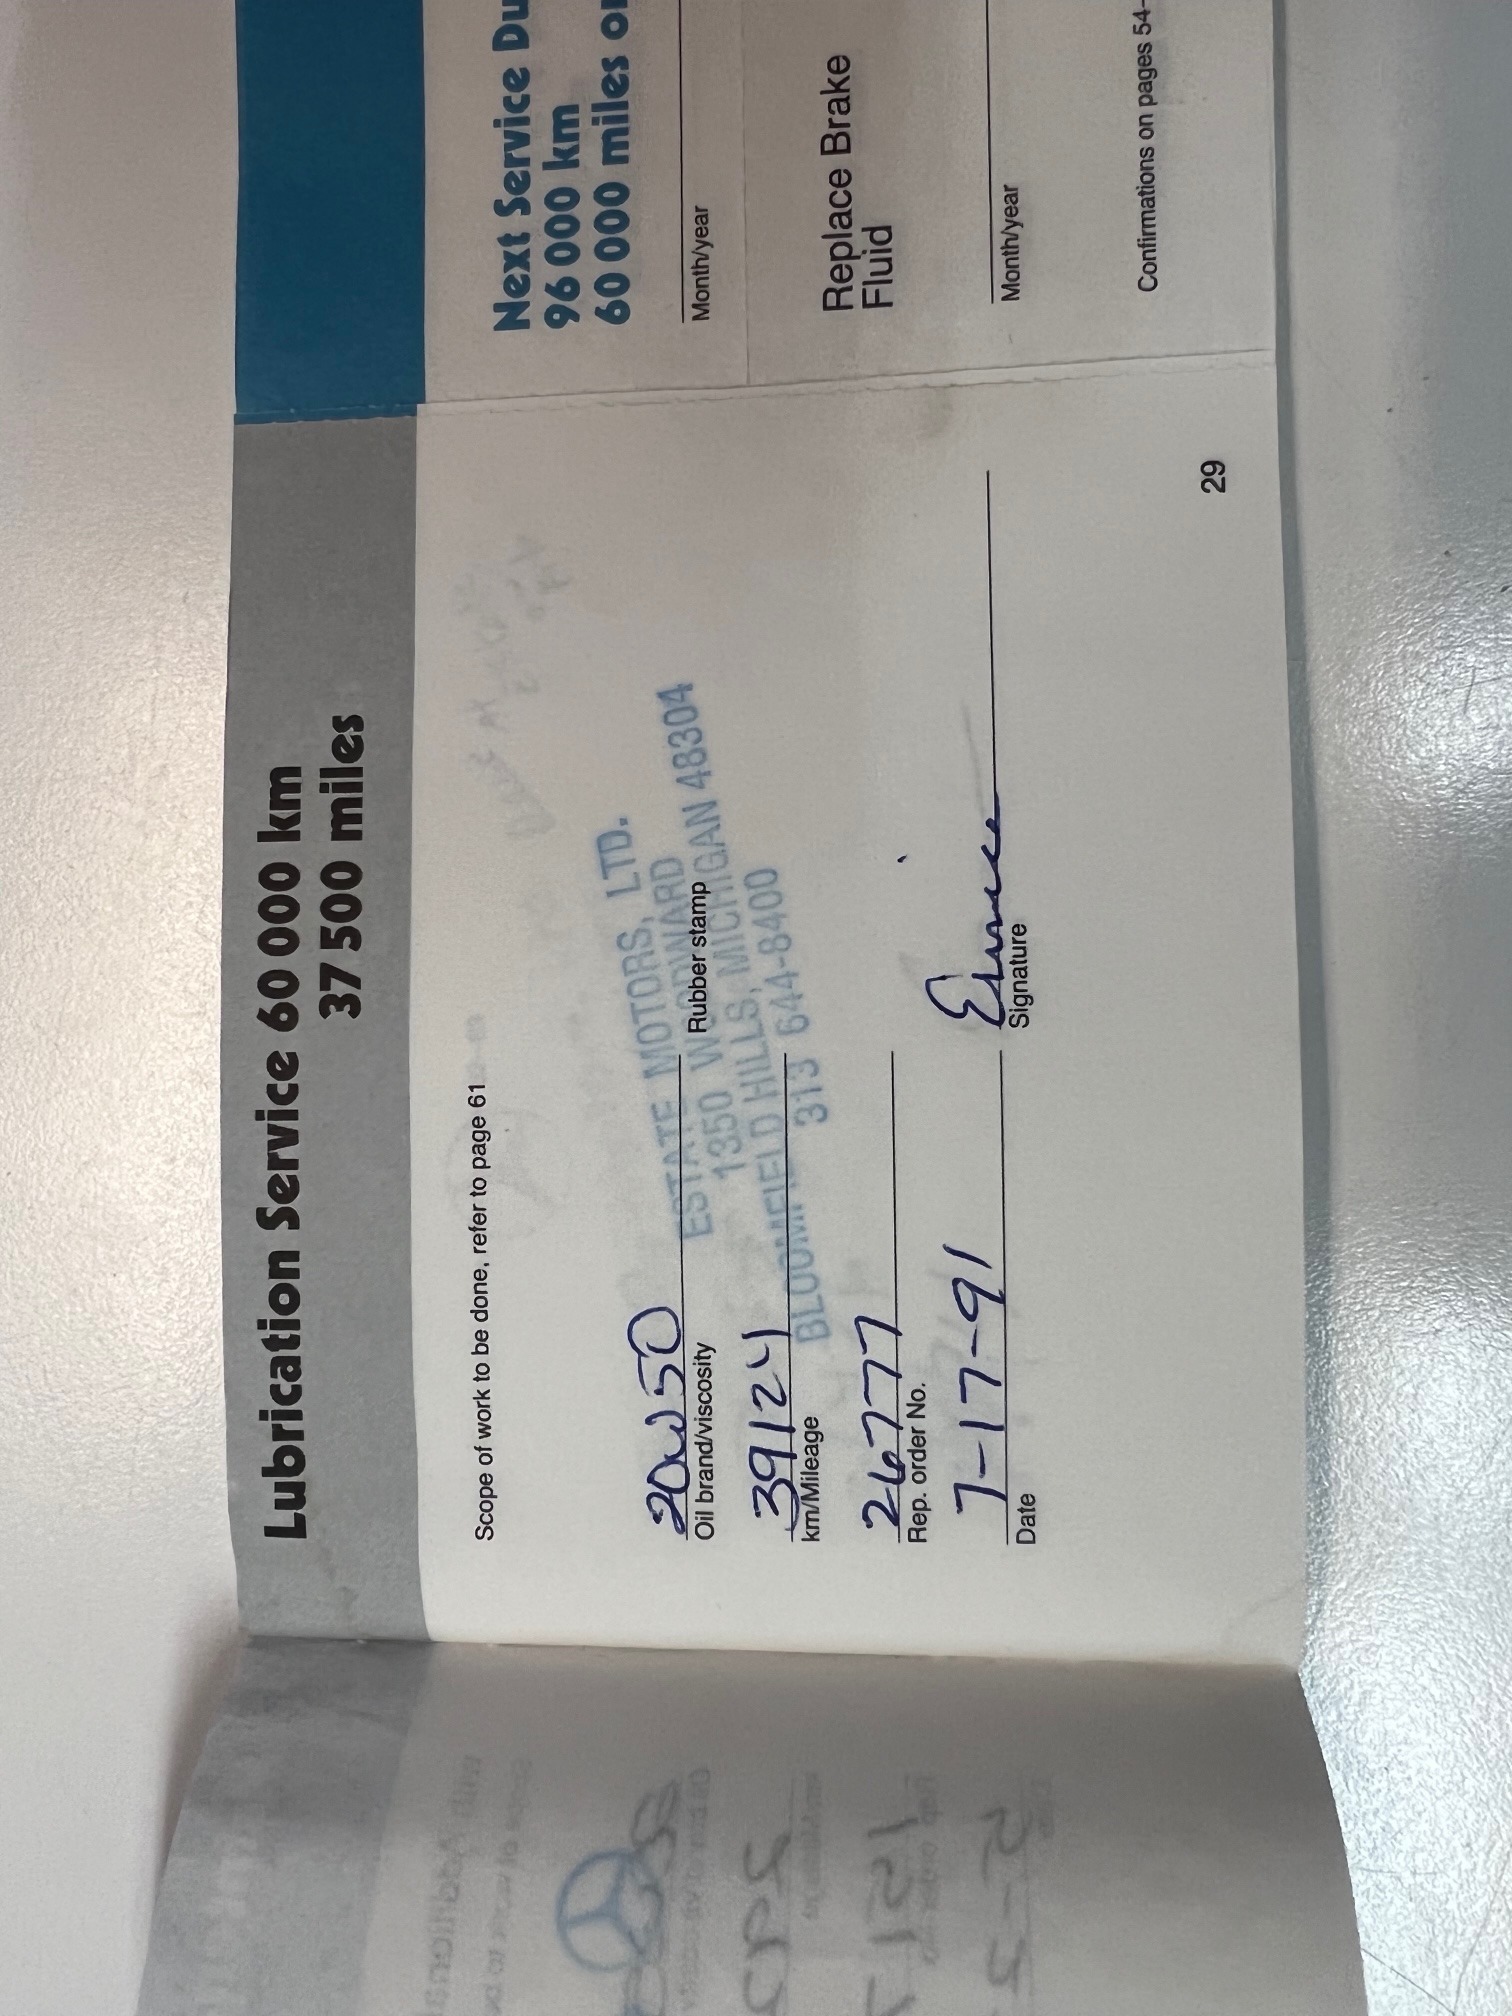 Lubrication Service 60 000 km
37 500 miles
Scope of work to be done, refer to page 61
20W50
Oil brand/viscosity
ESTATE MOTORS, LTD.
ESTATE WOODWARD
1350
Rubber stamp
BLOOMFIELD HILLS, MICHIGAN 48304
313 644-8400
39124
km/Mileage
26777
Rep. order No.
7-17-91
Date
Signature
29
Next Service Du
96 000 km
60 000 miles or
Month/year
Replace Brake
Fluid
Month/year
Confirmations on pages 54-